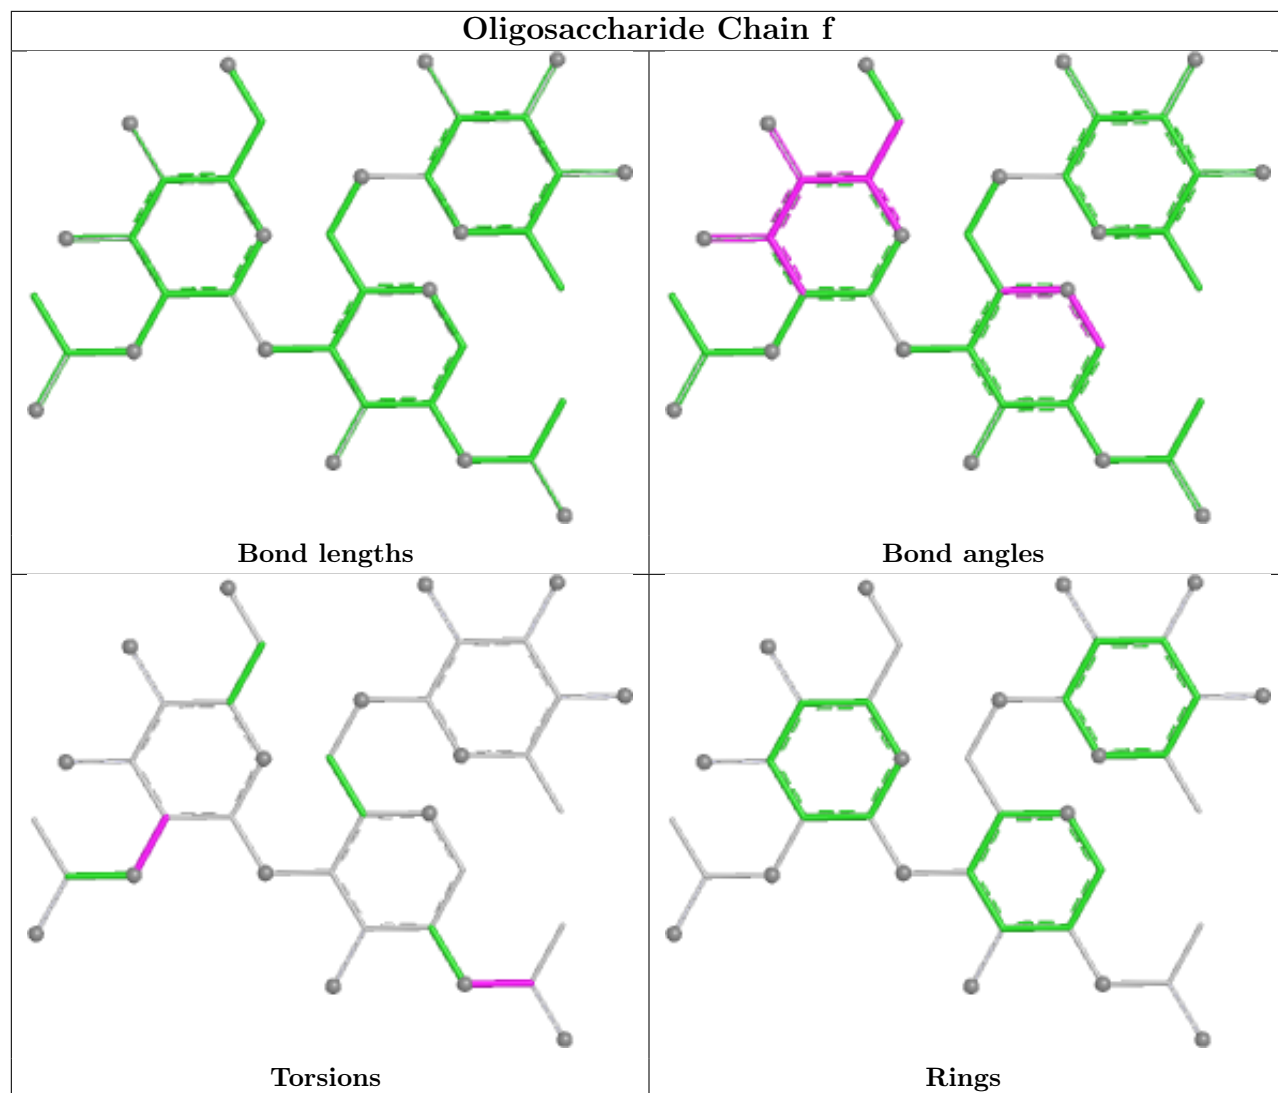 Oligosaccharide Chain f
Bond lengths
Bond angles
Torsions
Rings